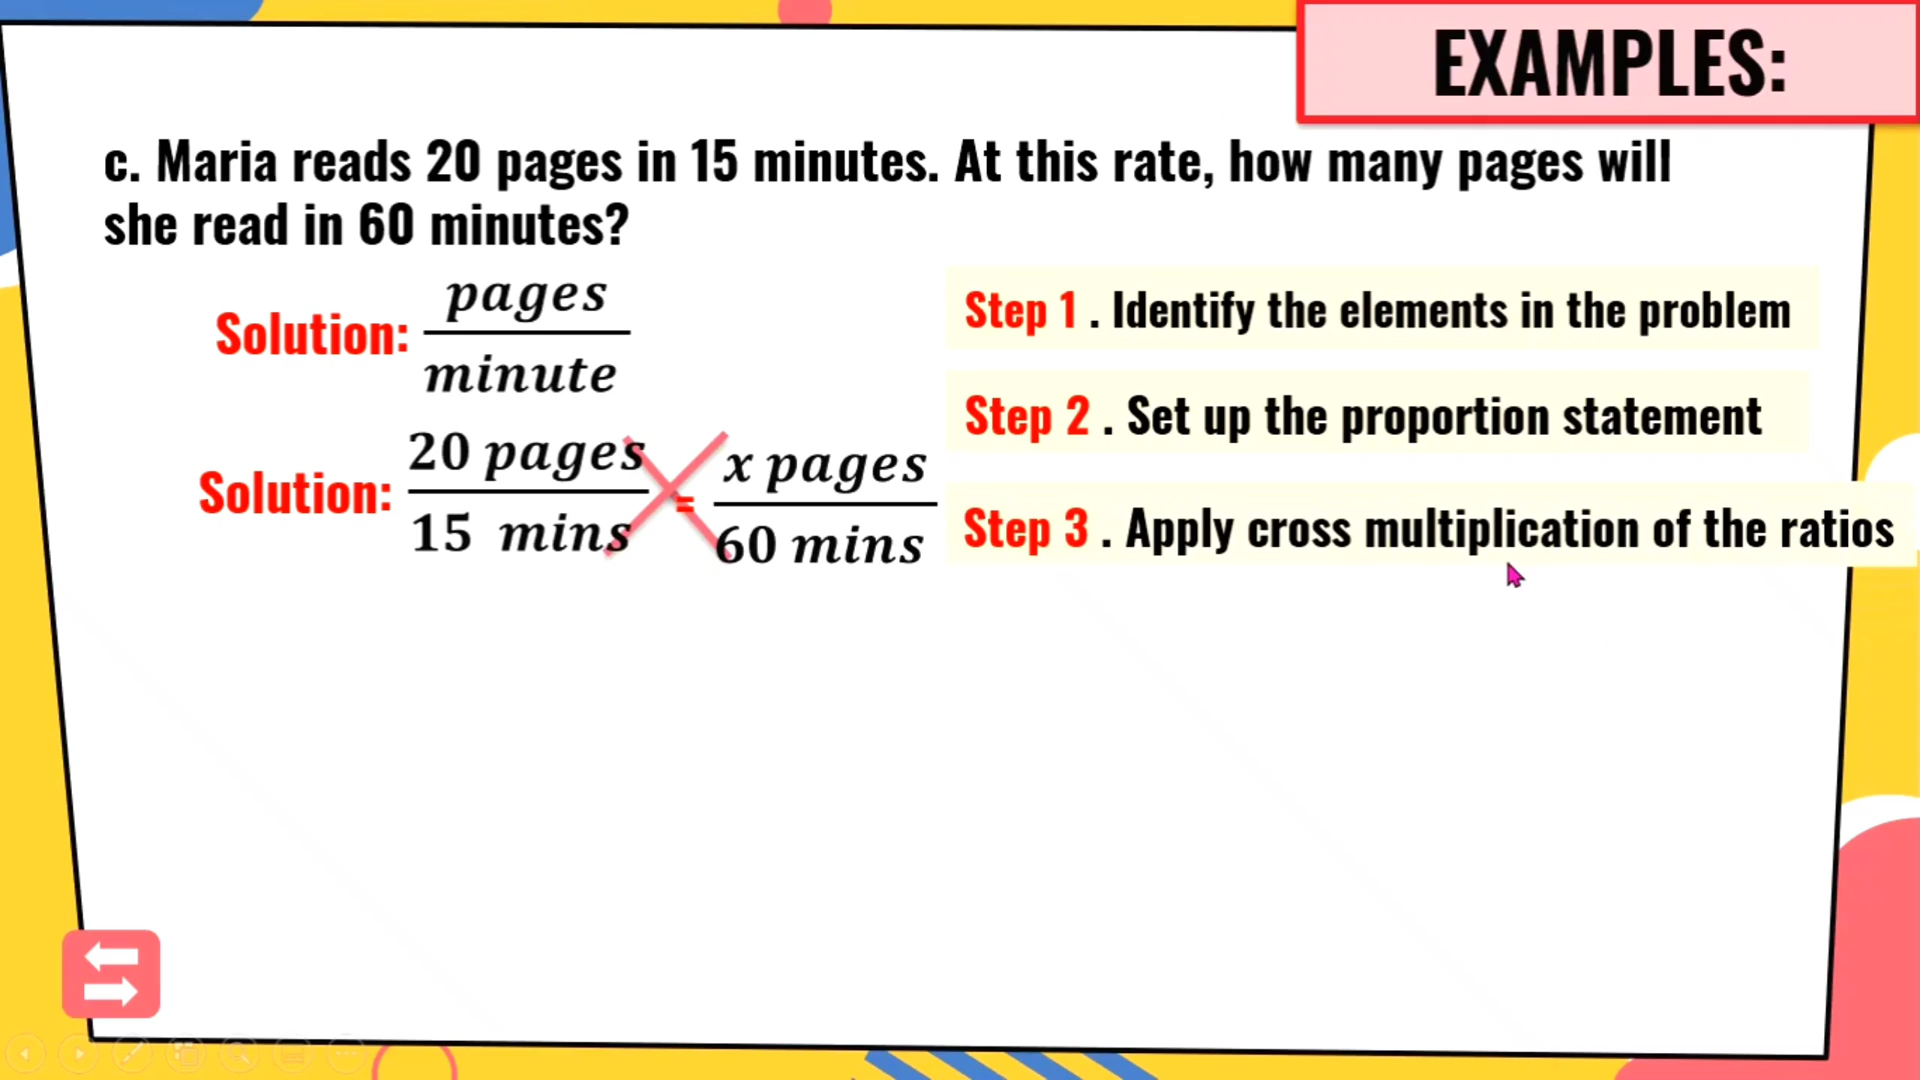 EXAMPLES:
c. Maria reads 20 pages in 15 minutes. At this rate, how many pages will
she read in 60 minutes?
Solution: pages
minute
Step 1 . Identify the elements in the problem
Step 2 . Set up the proportion statement
Solution: 20 pages = x pages
15 mins 60 mins
Step 3 . Apply cross multiplication of the ratios